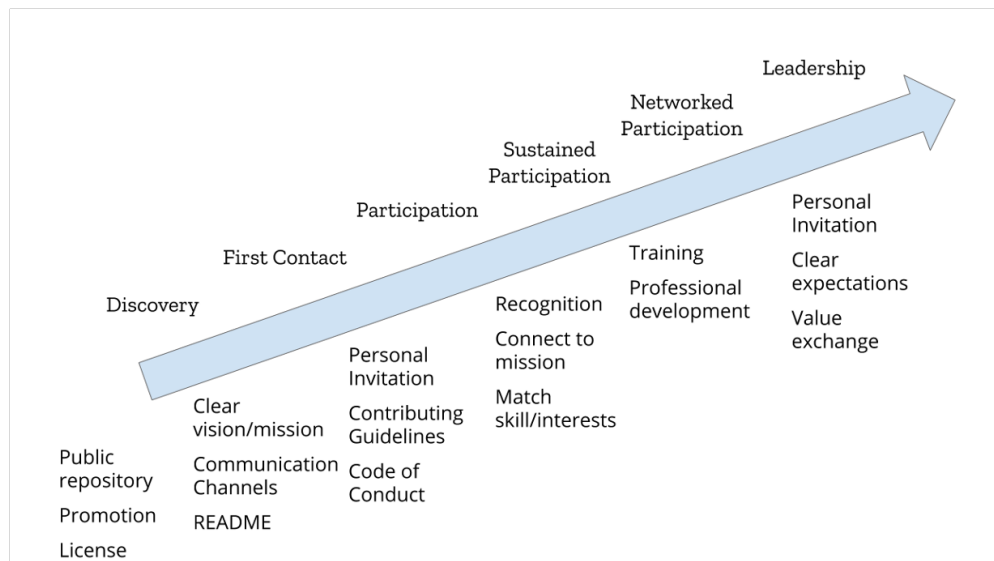 Leadership
Networked
Participation
Sustained
Participation
Participation
First Contact
Discovery
Public
repository
Promotion
License
Clear
vision/mission
Communication
Channels
README
Personal
Invitation
Contributing
Guidelines
Code of
Conduct
Recognition
Connect to
mission
Match
skill/interests
Training
Professional
development
Personal
Invitation
Clear
expectations
Value
exchange